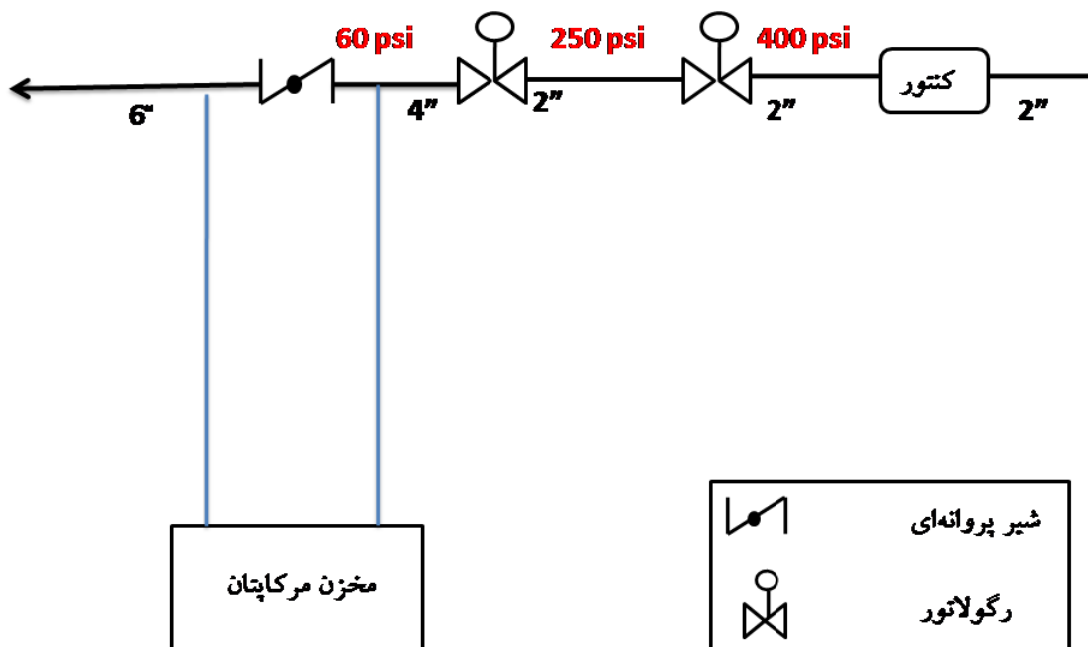 60 psi
250 psi
400 psi
کنتور
6"
4”
2”
2”
2”
مخزن مرکاپتان
شیر پروانه‌ای
رگولاتور